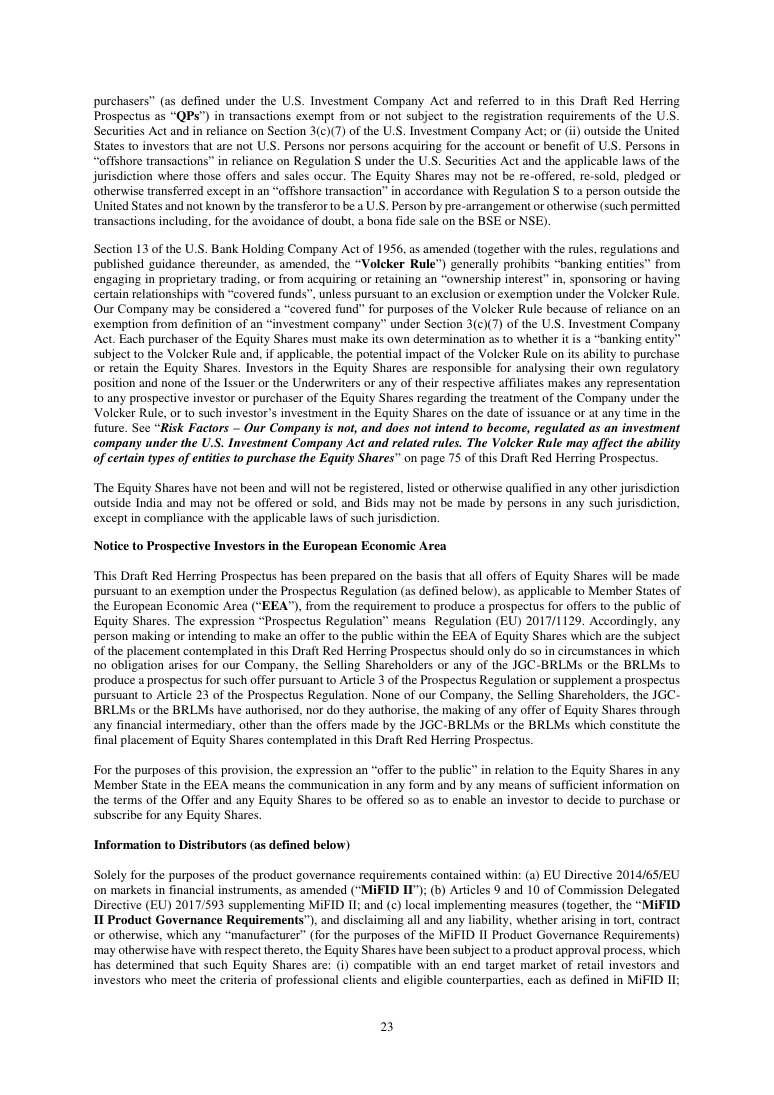 purchasers” (as defined under the U.S. Investment Company Act and referred to in this Draft Red Herring
Prospectus as “QPs”) in transactions exempt from or not subject to the registration requirements of the U.S.
Securities Act and in reliance on Section 3(c)(7) of the U.S. Investment Company Act; or (ii) outside the United
States to investors that are not U.S. Persons nor persons acquiring for the account or benefit of U.S. Persons in
“offshore transactions” in reliance on Regulation S under the U.S. Securities Act and the applicable laws of the
jurisdiction where those offers and sales occur. The Equity Shares may not be re-offered, re-sold, pledged or
otherwise transferred except in an “offshore transaction” in accordance with Regulation S to a person outside the
United States and not known by the transferor to be a U.S. Person by pre-arrangement or otherwise (such permitted
transactions including, for the avoidance of doubt, a bona fide sale on the BSE or NSE).
Section 13 of the U.S. Bank Holding Company Act of 1956, as amended (together with the rules, regulations and
published guidance thereunder, as amended, the “Volcker Rule”) generally prohibits “banking entities” from
engaging in proprietary trading, or from acquiring or retaining an “ownership interest” in, sponsoring or having
certain relationships with “covered funds”, unless pursuant to an exclusion or exemption under the Volcker Rule.
Our Company may be considered a “covered fund” for purposes of the Volcker Rule because of reliance on an
exemption from definition of an “investment company” under Section 3(c)(7) of the U.S. Investment Company
Act. Each purchaser of the Equity Shares must make its own determination as to whether it is a “banking entity”
subject to the Volcker Rule and, if applicable, the potential impact of the Volcker Rule on its ability to purchase
or retain the Equity Shares. Investors in the Equity Shares are responsible for analysing their own regulatory
position and none of the Issuer or the Underwriters or any of their respective affiliates makes any representation
to any prospective investor or purchaser of the Equity Shares regarding the treatment of the Company under the
Volcker Rule, or to such investor’s investment in the Equity Shares on the date of issuance or at any time in the
future. See “Risk Factors – Our Company is not, and does not intend to become, regulated as an investment
company under the U.S. Investment Company Act and related rules. The Volcker Rule may affect the ability
of certain types of entities to purchase the Equity Shares” on page 75 of this Draft Red Herring Prospectus.
The Equity Shares have not been and will not be registered, listed or otherwise qualified in any other jurisdiction
outside India and may not be offered or sold, and Bids may not be made by persons in any such jurisdiction,
except in compliance with the applicable laws of such jurisdiction.
Notice to Prospective Investors in the European Economic Area
This Draft Red Herring Prospectus has been prepared on the basis that all offers of Equity Shares will be made
pursuant to an exemption under the Prospectus Regulation (as defined below), as applicable to Member States of
the European Economic Area (“EEA”), from the requirement to produce a prospectus for offers to the public of
Equity Shares. The expression “Prospectus Regulation” means Regulation (EU) 2017/1129. Accordingly, any
person making or intending to make an offer to the public within the EEA of Equity Shares which are the subject
of the placement contemplated in this Draft Red Herring Prospectus should only do so in circumstances in which
no obligation arises for our Company, the Selling Shareholders or any of the JGC-BRLMs or the BRLMs to
produce a prospectus for such offer pursuant to Article 3 of the Prospectus Regulation or supplement a prospectus
pursuant to Article 23 of the Prospectus Regulation. None of our Company, the Selling Shareholders, the JGC-
BRLMs or the BRLMs have authorised, nor do they authorise, the making of any offer of Equity Shares through
any financial intermediary, other than the offers made by the JGC-BRLMs or the BRLMs which constitute the
final placement of Equity Shares contemplated in this Draft Red Herring Prospectus.
For the purposes of this provision, the expression an “offer to the public” in relation to the Equity Shares in any
Member State in the EEA means the communication in any form and by any means of sufficient information on
the terms of the Offer and any Equity Shares to be offered so as to enable an investor to decide to purchase or
subscribe for any Equity Shares.
Information to Distributors (as defined below)
Solely for the purposes of the product governance requirements contained within: (a) EU Directive 2014/65/EU
on markets in financial instruments, as amended (“MiFID II”); (b) Articles 9 and 10 of Commission Delegated
Directive (EU) 2017/593 supplementing MiFID II; and (c) local implementing measures (together, the “MiFID
II Product Governance Requirements”), and disclaiming all and any liability, whether arising in tort, contract
or otherwise, which any “manufacturer” (for the purposes of the MiFID II Product Governance Requirements)
may otherwise have with respect thereto, the Equity Shares have been subject to a product approval process, which
has determined that such Equity Shares are: (i) compatible with an end target market of retail investors and
investors who meet the criteria of professional clients and eligible counterparties, each as defined in MiFID II;
23